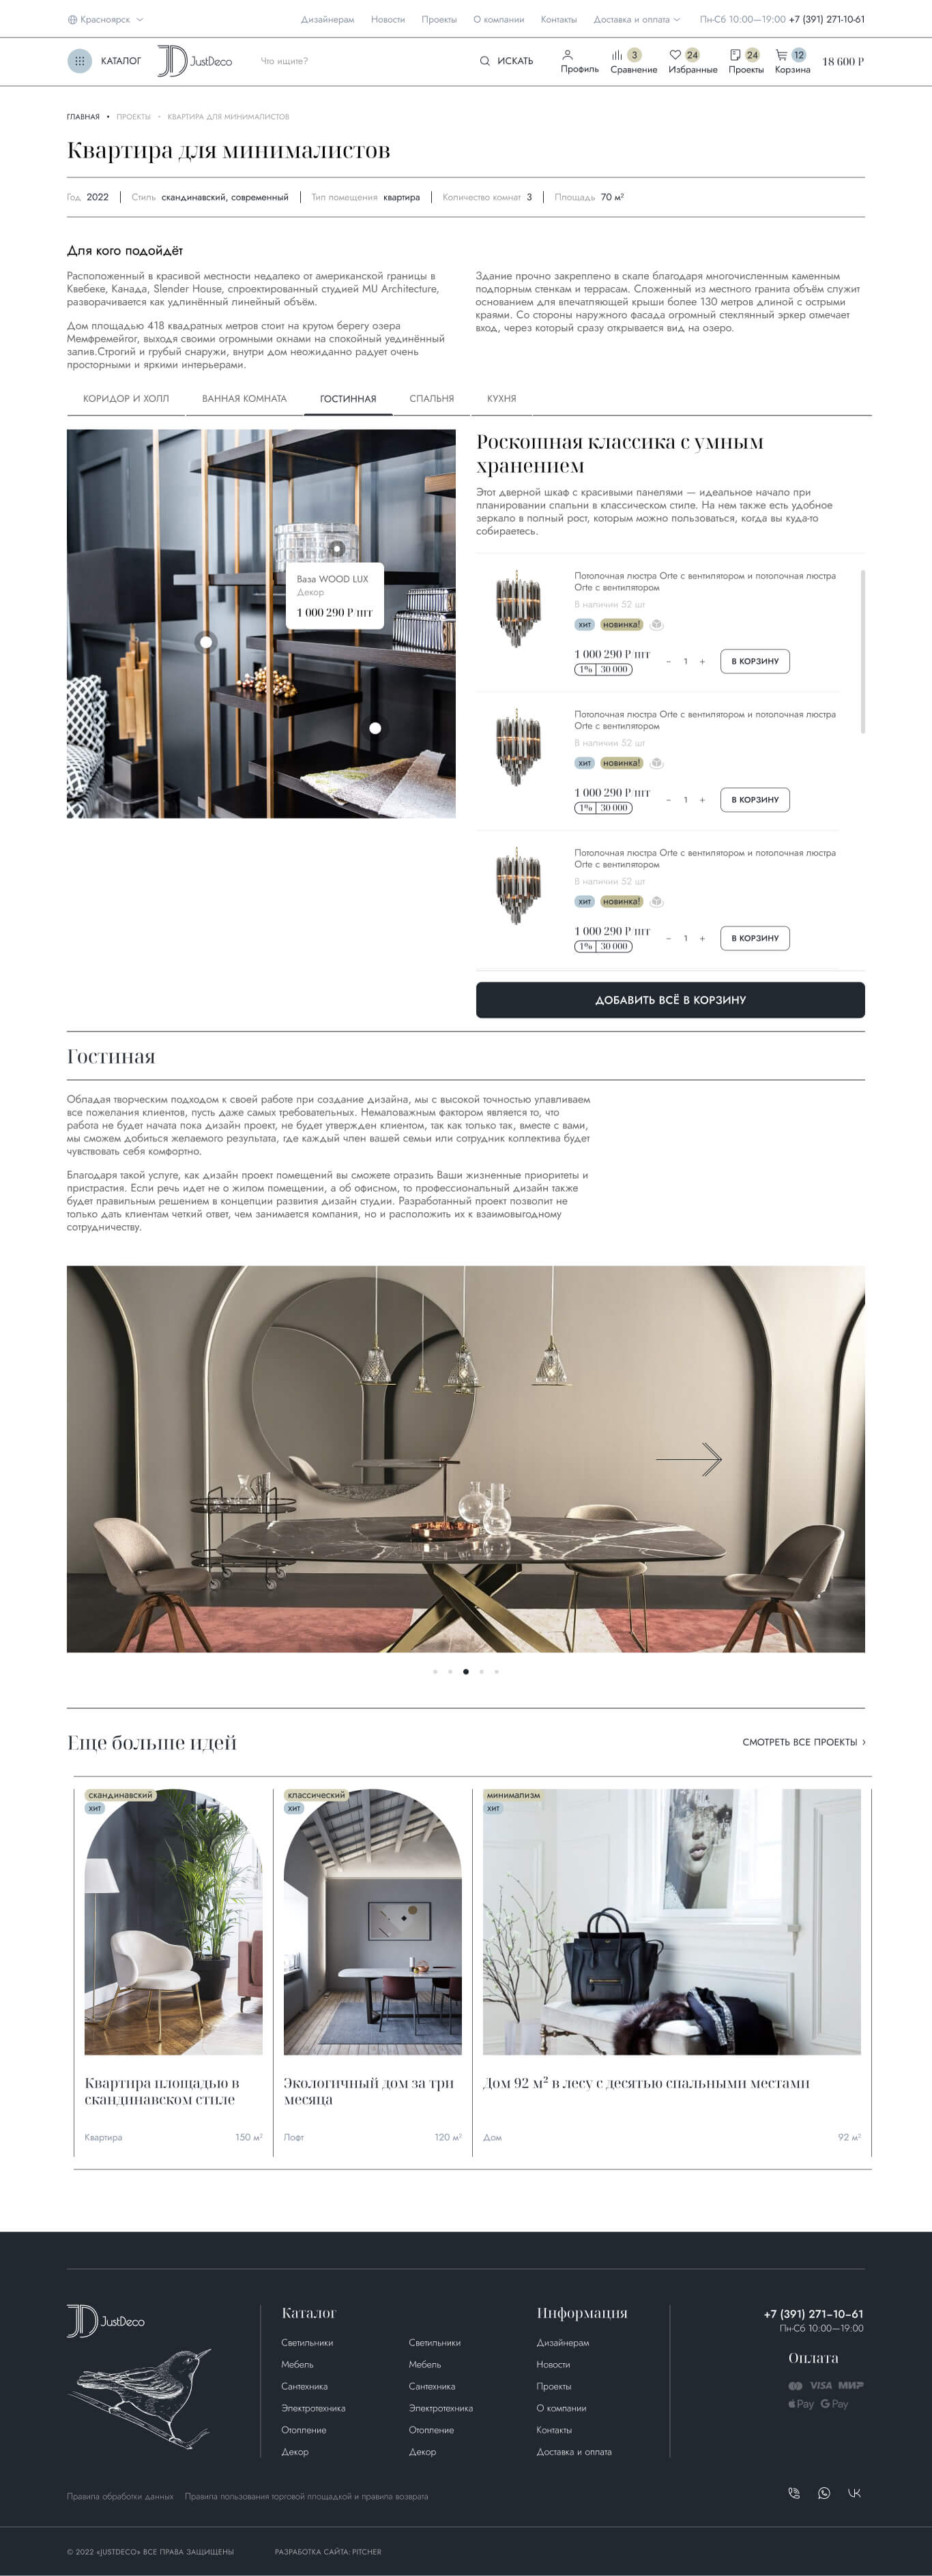 Красноярск
Дизайнерам Новости Проекты О компании Контакты Доставка и оплата Пн-Сб 10:00—19:00 +7 (391) 271-10-61
КАТАЛОГ JustDeco Что ищите? ИСКАТЬ
3 24 24 12
Профиль Сравнение Избранные Проекты Корзина 18 600 Р
ГЛАВНАЯ • ПРОЕКТЫ • КВАРТИРА ДЛЯ МИНИМАЛИСТОВ
Квартира для минималистов
Год 2022 Стиль скандинавский, современный Тип помещения квартира Количество комнат 3 Площадь 70 м²
Для кого подойдёт
Расположенный в красивой местности недалеко от американской границы в
Квебеке, Канада, Slender House, спроектированный студией MU Architecture,
разворачивается как удлинённый линейный объём.
Дом площадью 418 квадратных метров стоит на крутом берегу озера
Мемфремейгог, выходя своими огромными окнами на спокойный уединённый
залив.Строгий и грубый снаружи, внутри дом неожиданно радует очень
просторными и яркими интерьерами.
Здание прочно закреплено в скале благодаря многочисленным каменным
подпорным стенкам и террасам. Сложенный из местного гранита объём служит
основанием для впечатляющей крыши более 130 метров длиной с острыми
краями. Со стороны наружного фасада огромный стеклянный эркер отмечает
вход, через который сразу открывается вид на озеро.
КОРИДОР И ХОЛЛ ВАННАЯ КОМНАТА ГОСТИННАЯ СПАЛЬНЯ КУХНЯ
Ваза WOOD LUX
Декор
1 000 290 Р/шт
Роскошная классика с умным
хранением
Этот дверной шкаф с красивыми панелями — идеальное начало при
планировании спальни в классическом стиле. На нем также есть удобное
зеркало в полный рост, которым можно пользоваться, когда вы куда-то
собираетесь.
Потолочная люстра Orte с вентилятором и потолочная люстра
Orte с вентилятором
В наличии 52 шт
хит новинка!
1 000 290 Р/шт
1% 30 000
− 1 + В КОРЗИНУ
Потолочная люстра Orte с вентилятором и потолочная люстра
Orte с вентилятором
В наличии 52 шт
хит новинка!
1 000 290 Р/шт
1% 30 000
− 1 + В КОРЗИНУ
Потолочная люстра Orte с вентилятором и потолочная люстра
Orte с вентилятором
В наличии 52 шт
хит новинка!
1 000 290 Р/шт
1% 30 000
− 1 + В КОРЗИНУ
ДОБАВИТЬ ВСЁ В КОРЗИНУ
Гостиная
Обладая творческим подходом к своей работе при создание дизайна, мы с высокой точностью улавливаем
все пожелания клиентов, пусть даже самых требовательных. Немаловажным фактором является то, что
работа не будет начата пока дизайн проект, не будет утвержден клиентом, так как только так, вместе с вами,
мы сможем добиться желаемого результата, где каждый член вашей семьи или сотрудник коллектива будет
чувствовать себя комфортно.
Благодаря такой услуге, как дизайн проект помещений вы сможете отразить Ваши жизненные приоритеты и
пристрастия. Если речь идет не о жилом помещении, а об офисном, то профессиональный дизайн также
будет правильным решением в концепции развития дизайн студии. Разработанный проект позволит не
только дать клиентам четкий ответ, чем занимается компания, но и расположить их к взаимовыгодному
сотрудничеству.
Еще больше идей
СМОТРЕТЬ ВСЕ ПРОЕКТЫ ›
скандинавский
хит
Квартира площадью в
скандинавском стиле
Квартира 150 м²
классический
хит
Экологичный дом за три
месяца
Лофт 120 м²
минимализм
хит
Дом 92 м² в лесу с десятью спальными местами
Дом 92 м²
JustDeco
Каталог
Светильники
Мебель
Сантехника
Электротехника
Отопление
Декор
Светильники
Мебель
Сантехника
Электротехника
Отопление
Декор
Информация
Дизайнерам
Новости
Проекты
О компании
Контакты
Доставка и оплата
+7 (391) 271-10-61
Пн-Сб 10:00—19:00
Оплата
VISA МИР
Pay G Pay
Правила обработки данных Правила пользования торговой площадкой и правила возврата
© 2022 «JUSTDECO» ВСЕ ПРАВА ЗАЩИЩЕНЫ РАЗРАБОТКА САЙТА: PITCHER